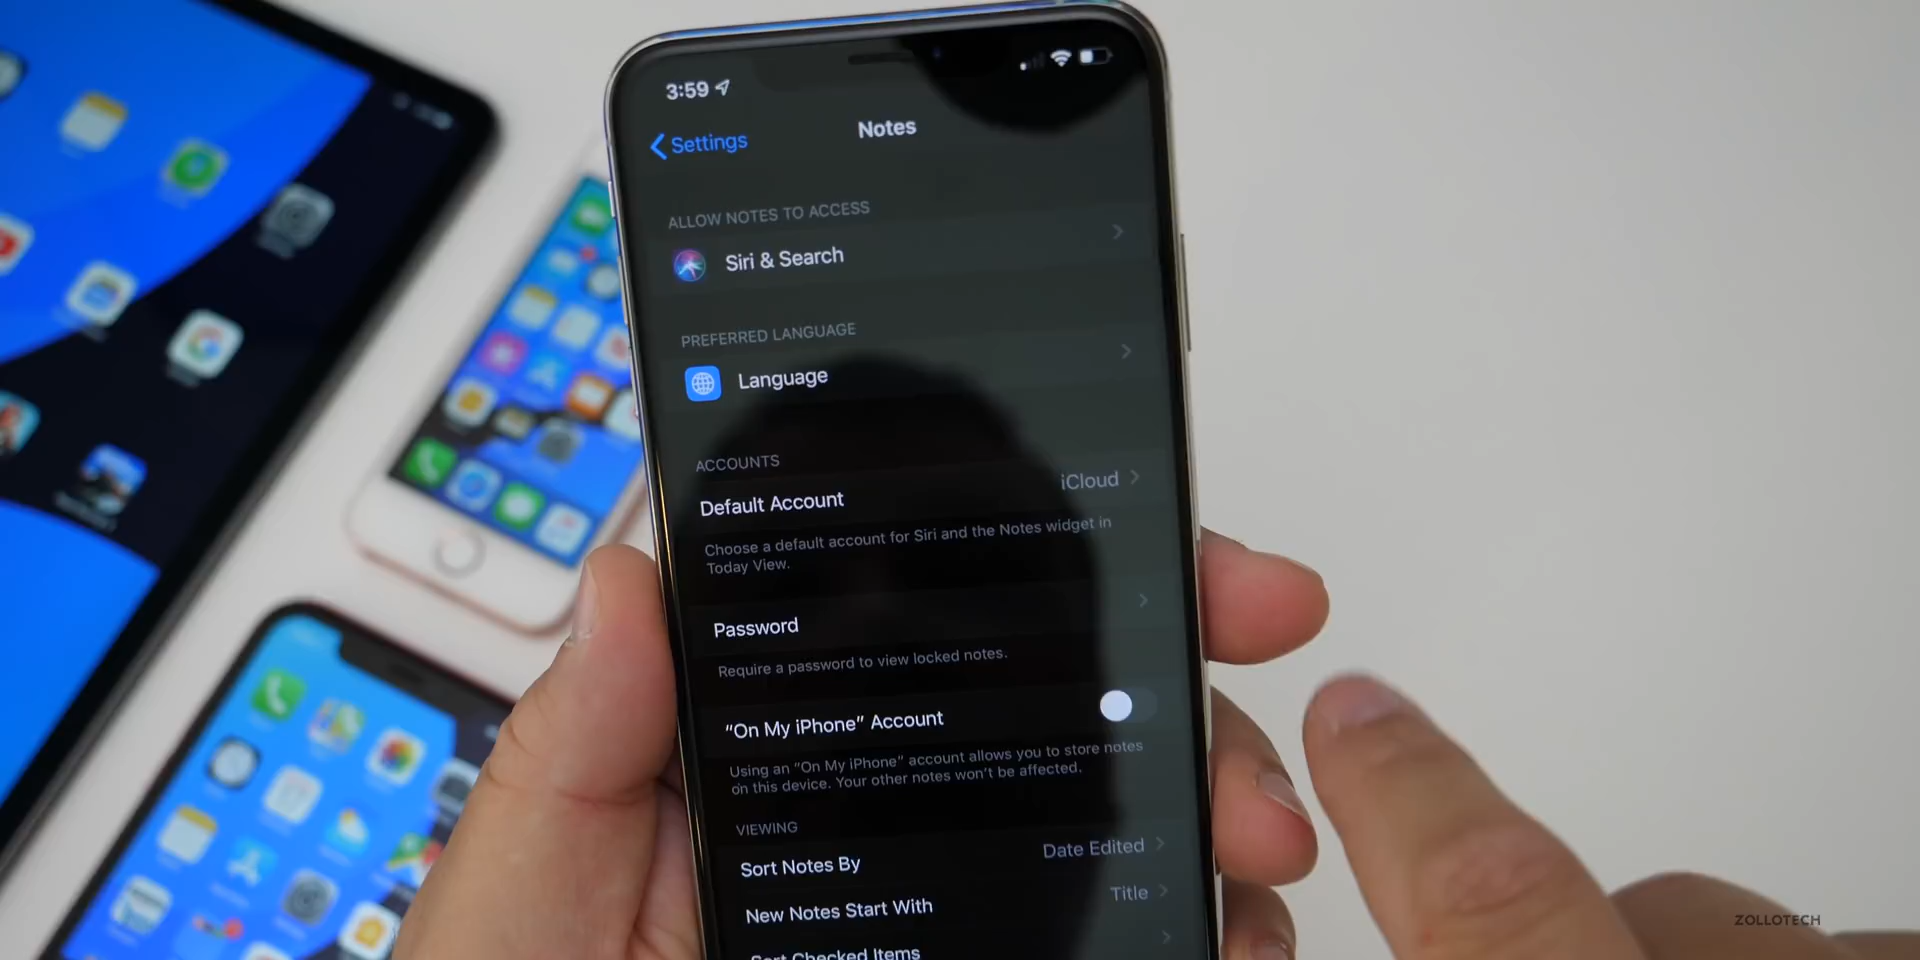 3:59
Settings
Notes
ALLOW NOTES TO ACCESS
Siri & Search
PREFERRED LANGUAGE
Language
ACCOUNTS
Default Account iCloud
Choose a default account for Siri and the Notes widget in
Today View.
Password
Require a password to view locked notes.
“On My iPhone” Account
Using an “On My iPhone” account allows you to store notes
on this device. Your other notes won’t be affected.
VIEWING
Sort Notes By Date Edited
New Notes Start With Title
Sort Checked Items
ZOLLOTECH